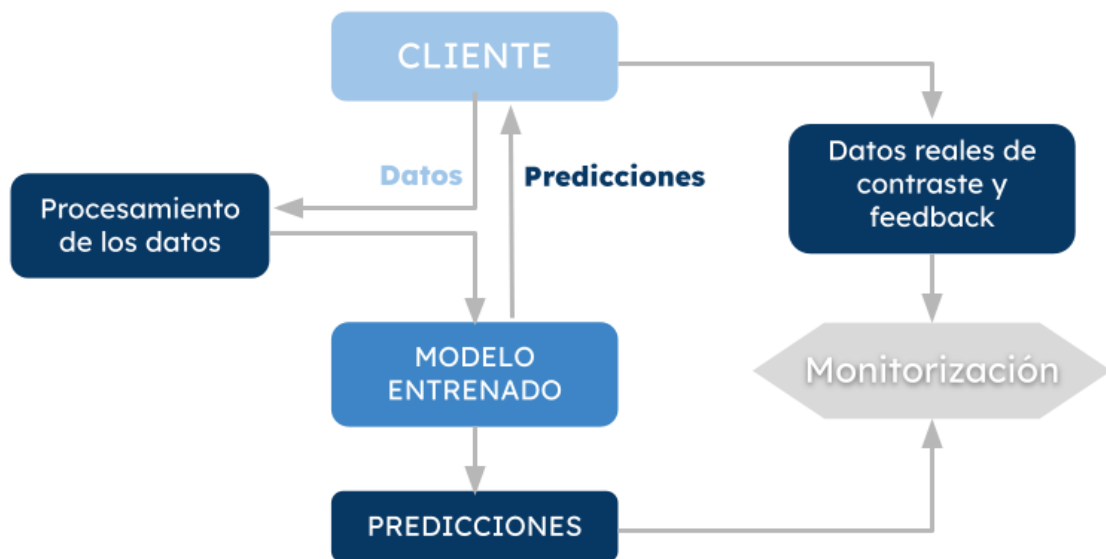 CLIENTE
Datos
Predicciones
Procesamiento
de los datos
Datos reales de
contraste y
feedback
MODELO
ENTRENADO
Monitorización
PREDICCIONES